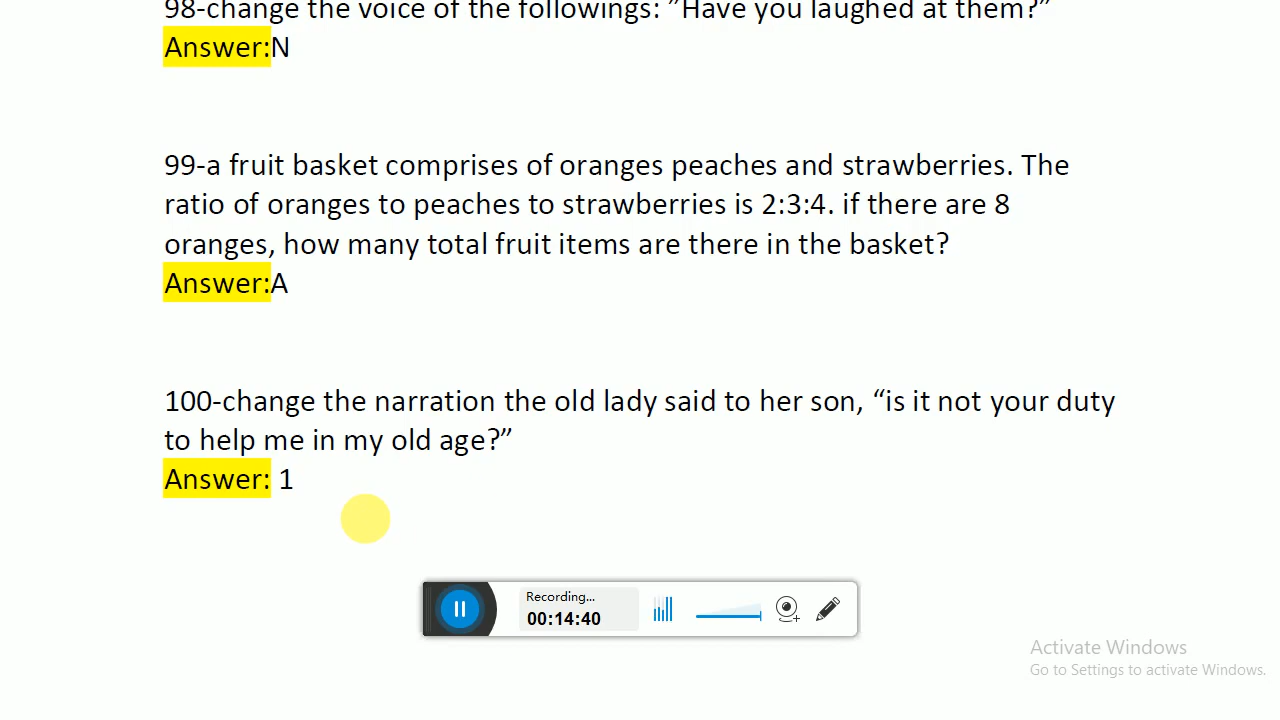 98-change the voice of the followings: ”Have you laughed at them?”
Answer:N
99-a fruit basket comprises of oranges peaches and strawberries. The
ratio of oranges to peaches to strawberries is 2:3:4. if there are 8
oranges, how many total fruit items are there in the basket?
Answer:A
100-change the narration the old lady said to her son, “is it not your duty
to help me in my old age?”
Answer: 1
Recording...
00:14:40
Activate Windows
Go to Settings to activate Windows.